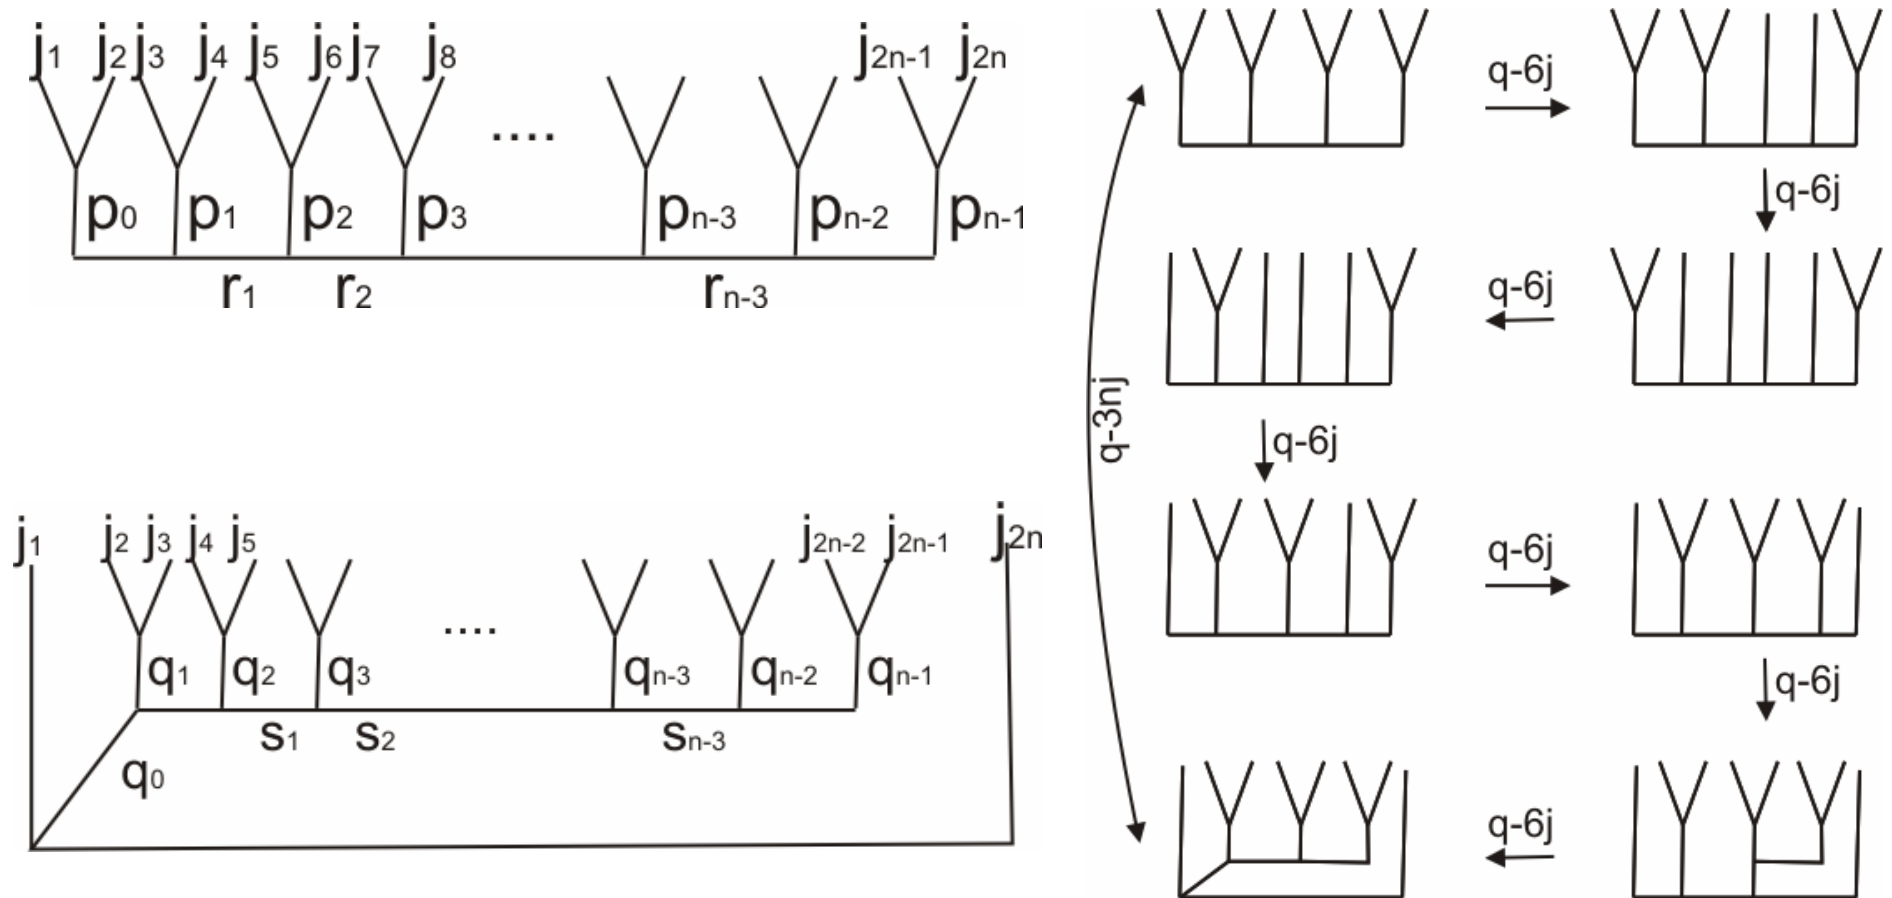 j1 j2 j3 j4 j5 j6 j7 j8 j2n-1 j2n
....
p0 p1 p2 p3 pn-3 pn-2 pn-1
r1 r2 rn-3
j1 j2 j3 j4 j5 j2n-2 j2n-1 j2n
....
q1 q2 q3 qn-3 qn-2 qn-1
s1 s2 sn-3
q0
q-6j
q-6j
q-6j
q-3nj
q-6j
q-6j
q-6j
q-6j